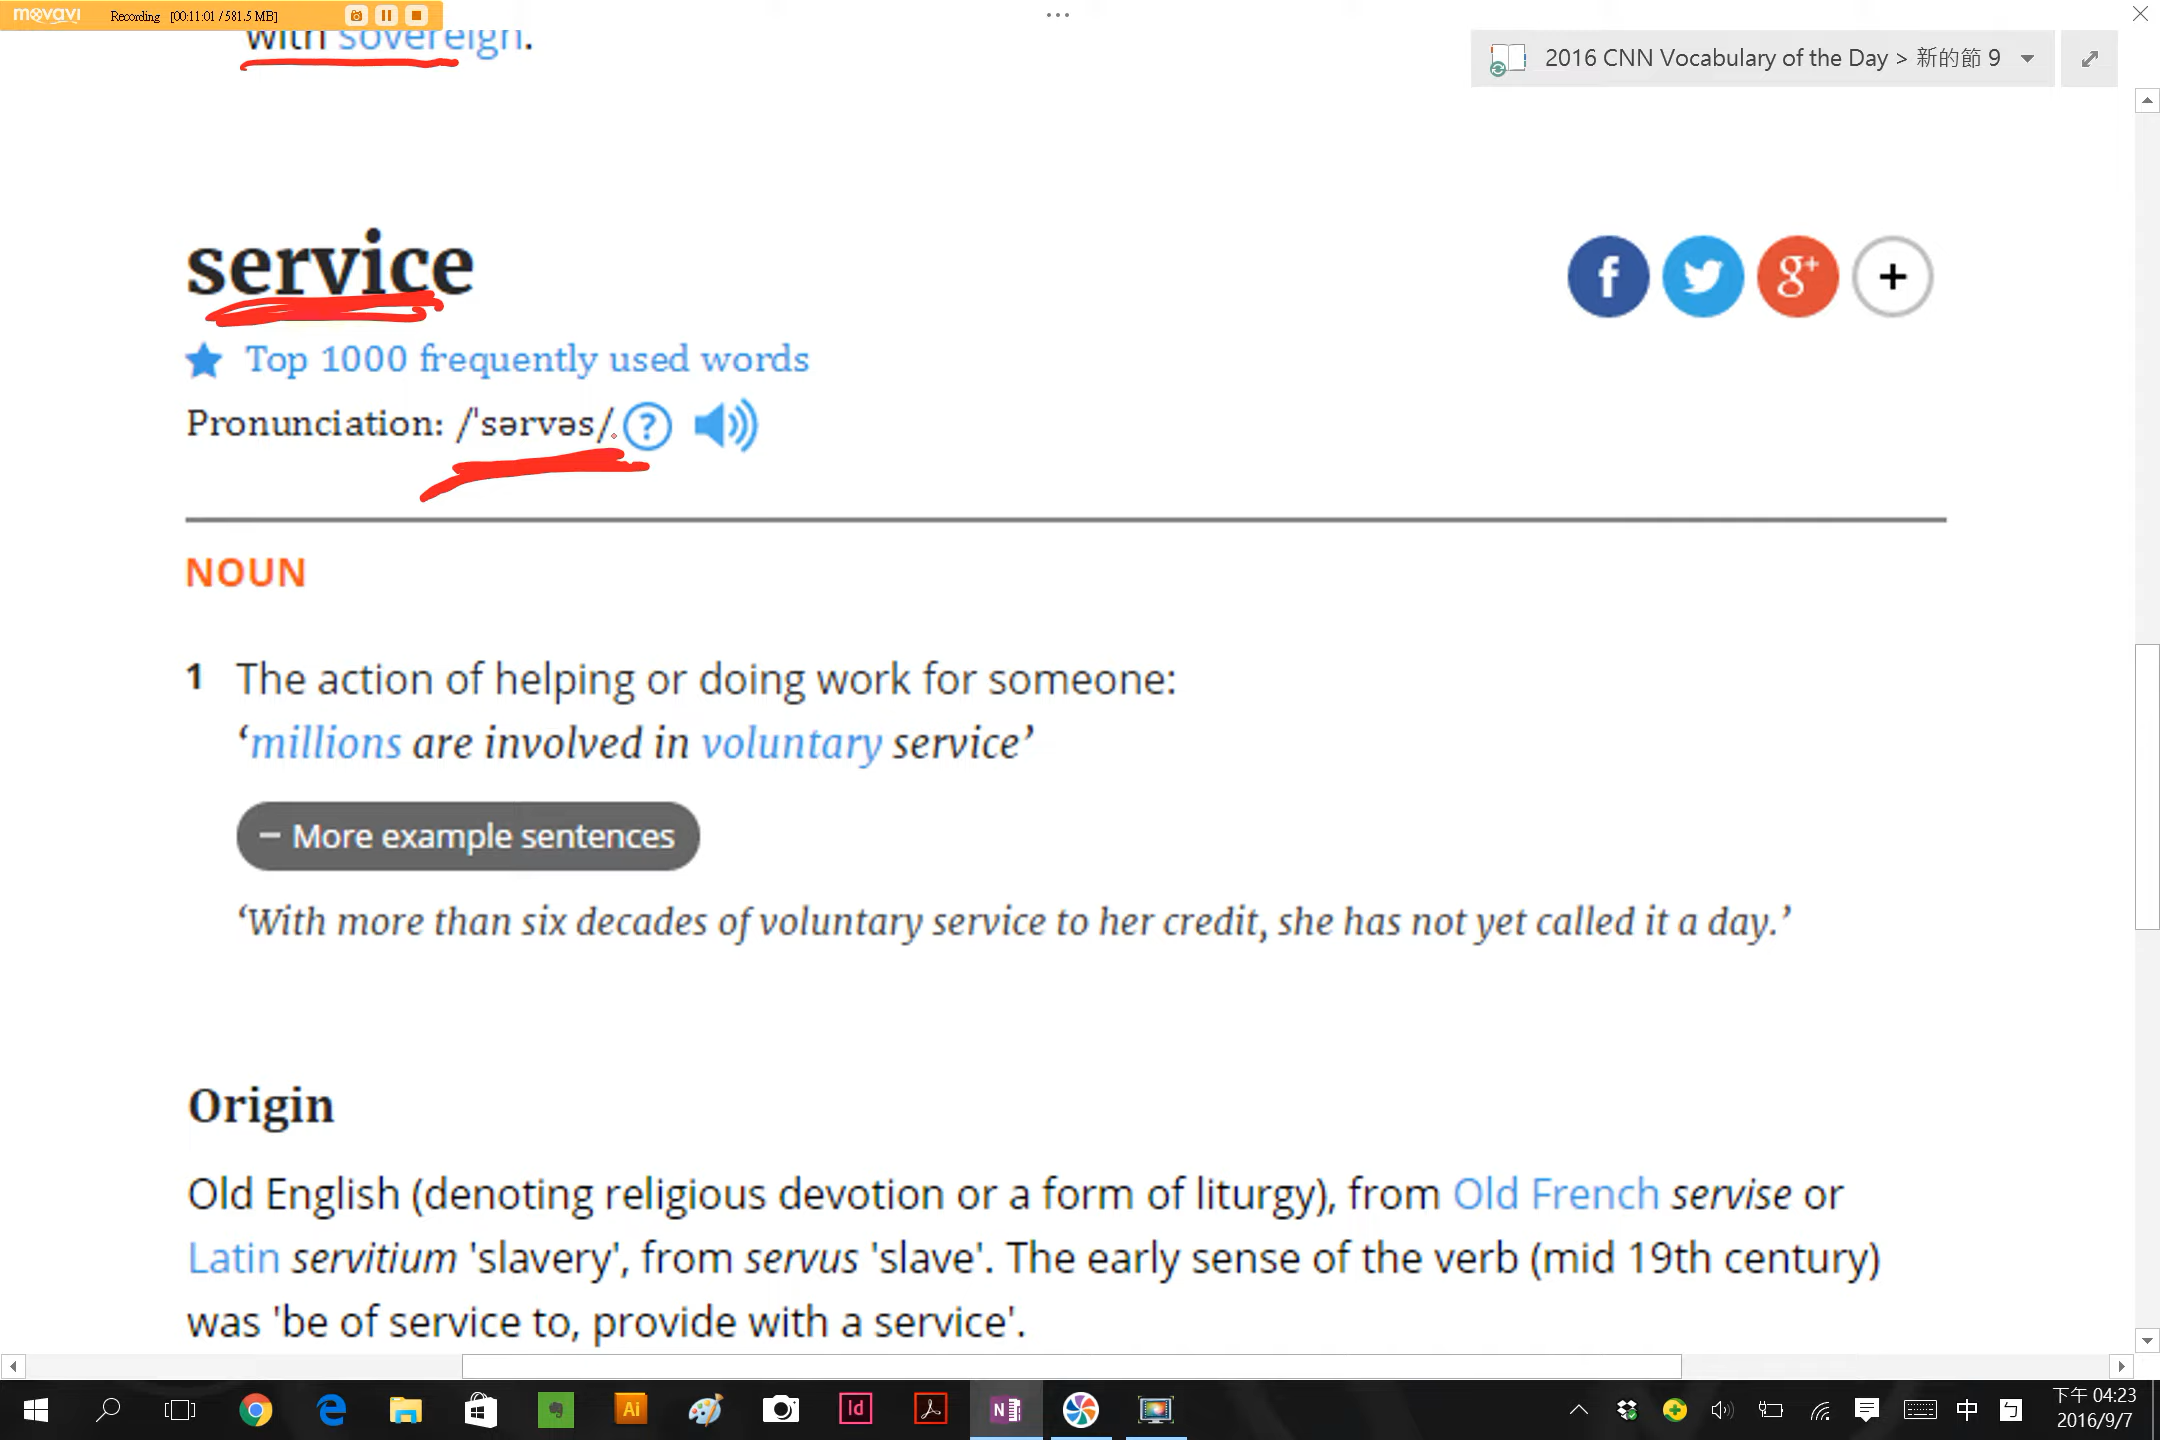 movavi Recording [00:11:01 / 581.5 MB]
with sovereign.
2016 CNN Vocabulary of the Day > 新的節 9
service
f g+ +
Top 1000 frequently used words
Pronunciation: /ˈsərvəs/ ?
NOUN
1 The action of helping or doing work for someone:
‘millions are involved in voluntary service’
– More example sentences
‘With more than six decades of voluntary service to her credit, she has not yet called it a day.’
Origin
Old English (denoting religious devotion or a form of liturgy), from Old French servise or
Latin servitium 'slavery', from servus 'slave'. The early sense of the verb (mid 19th century)
was 'be of service to, provide with a service'.
Ai Id N 中 ㄅ 下午 04:23
2016/9/7